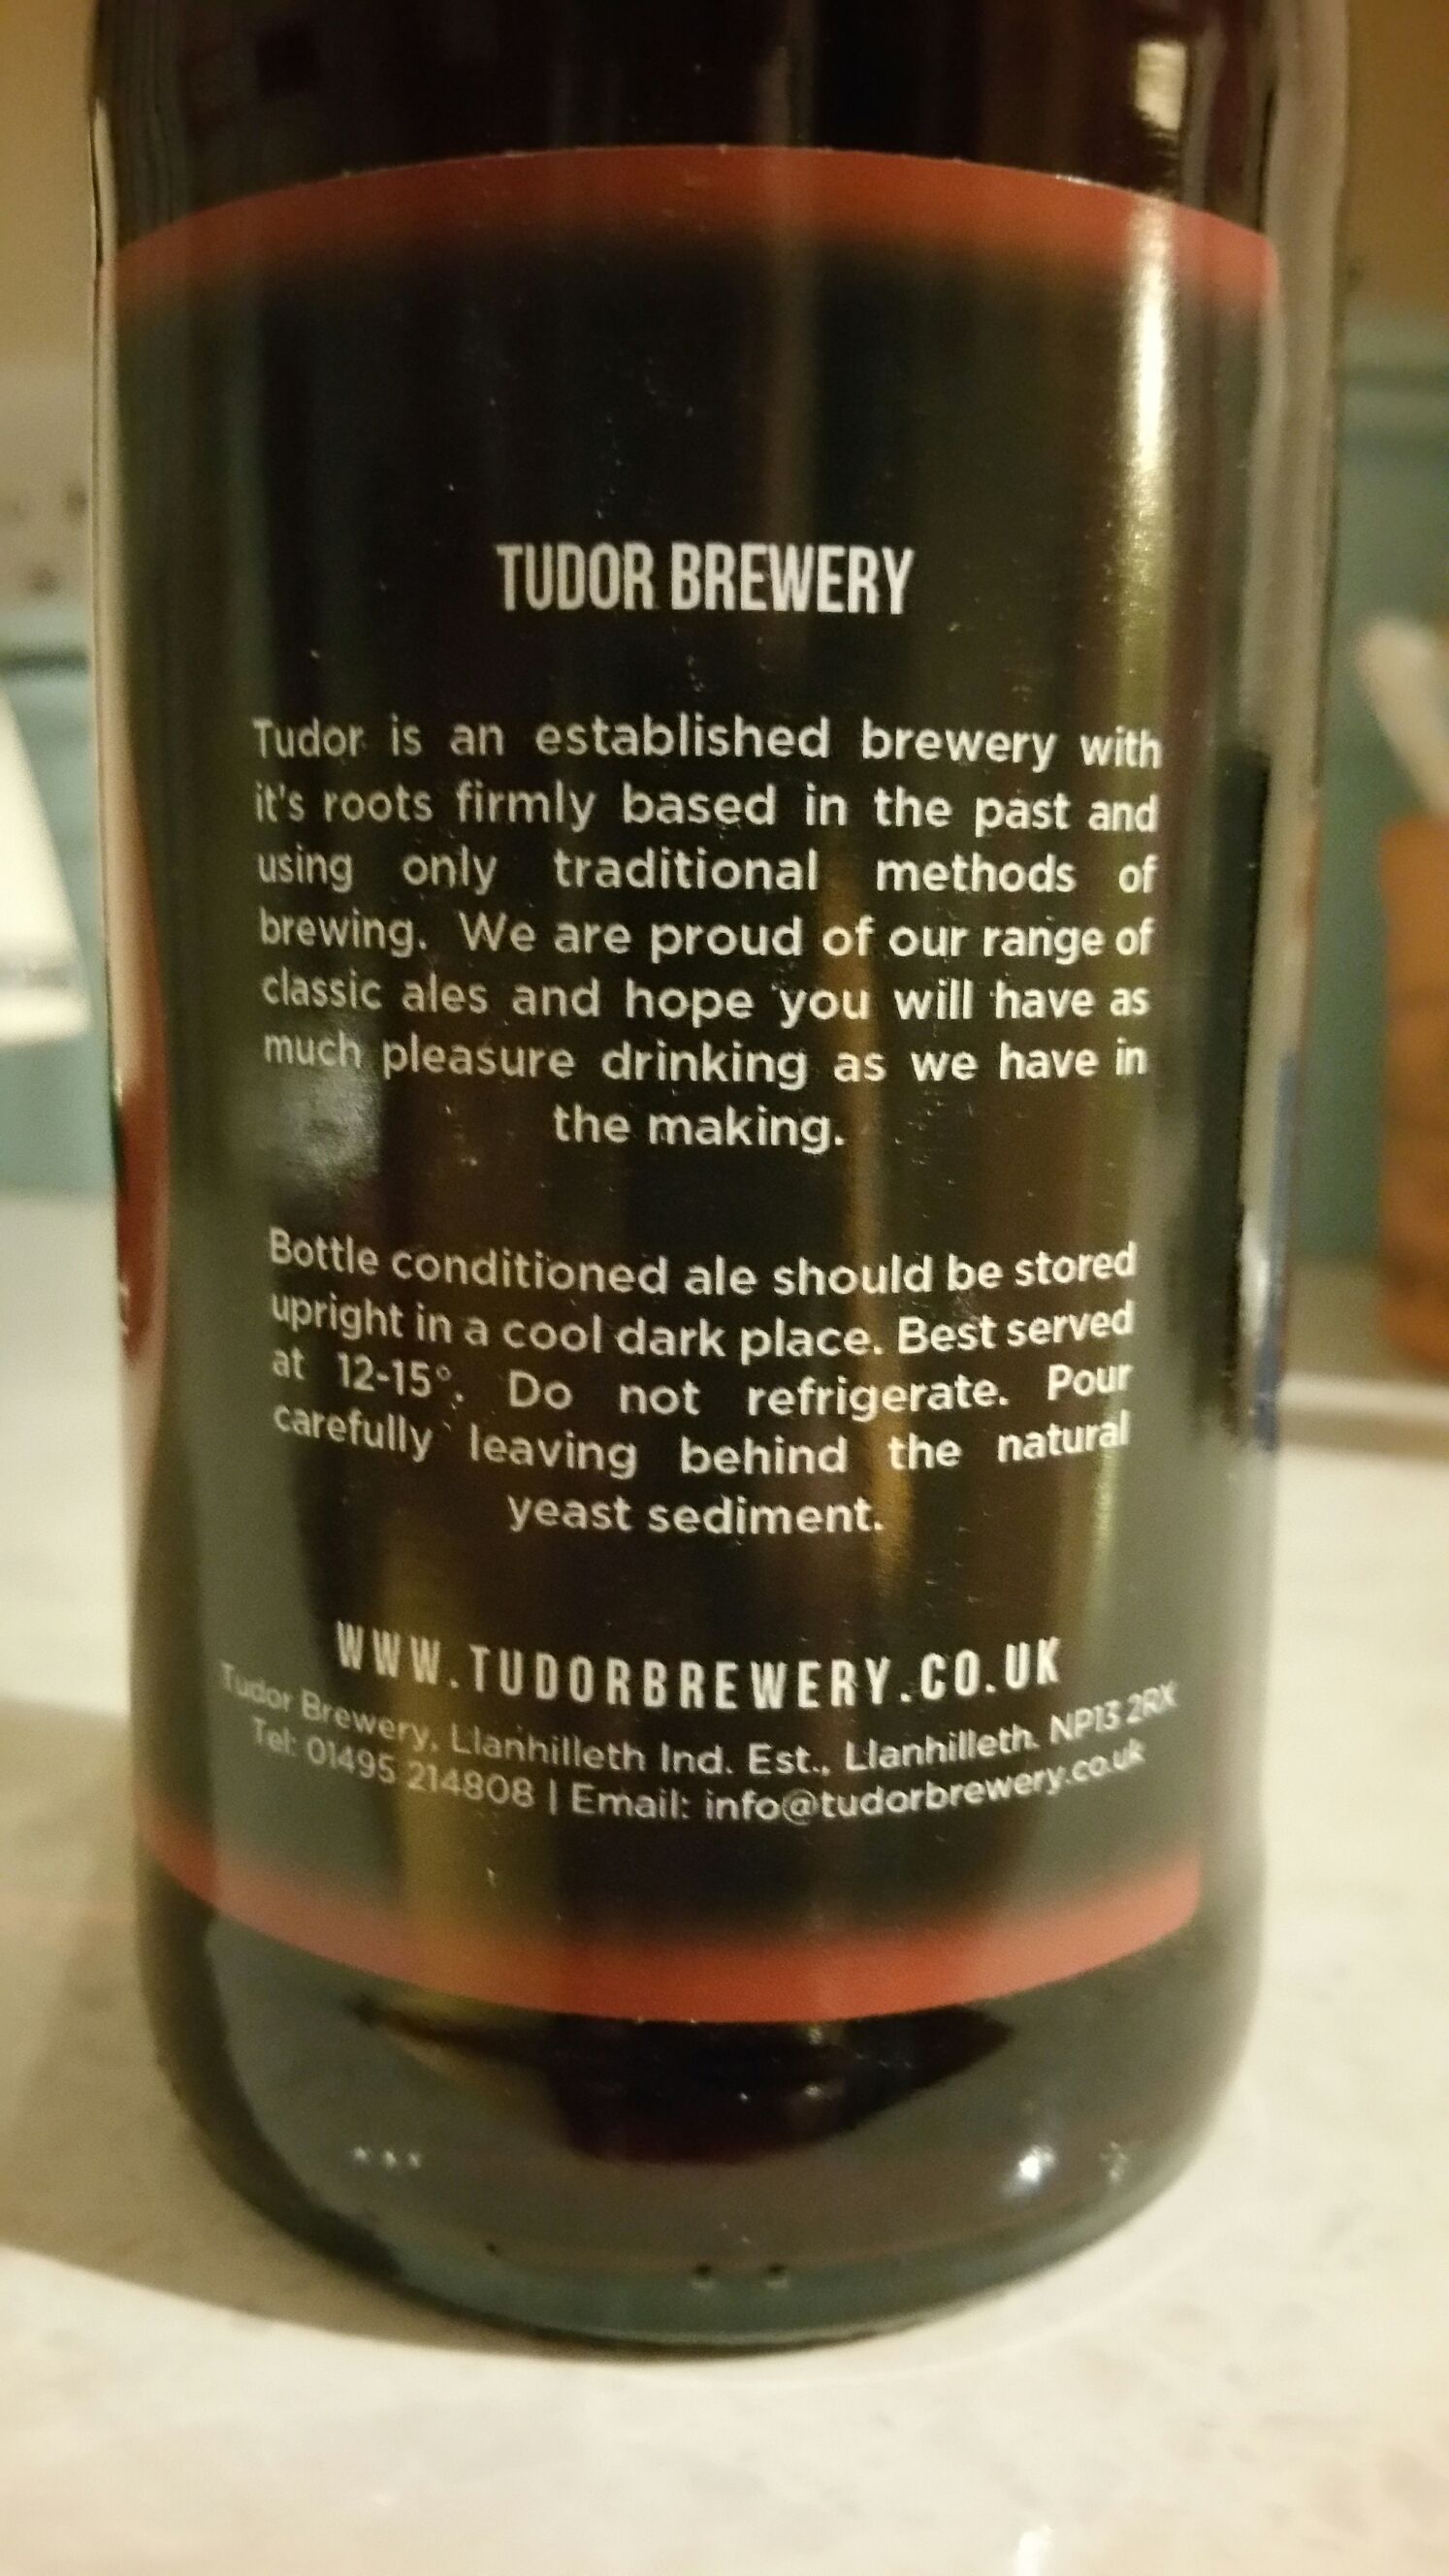 TUDOR BREWERY
Tudor is an established brewery with
it's roots firmly based in the past and
using only traditional methods of
brewing. We are proud of our range of
classic ales and hope you will have as
much pleasure drinking as we have in
the making.
Bottle conditioned ale should be stored
upright in a cool dark place. Best served
at 12-15°. Do not refrigerate. Pour
carefully leaving behind the natural
yeast sediment.
WWW.TUDORBREWERY.CO.UK
Tudor Brewery, Llanhilleth Ind. Est., Llanhilleth. NP13 2RX
Tel: 01495 214808 | Email: info@tudorbrewery.co.uk